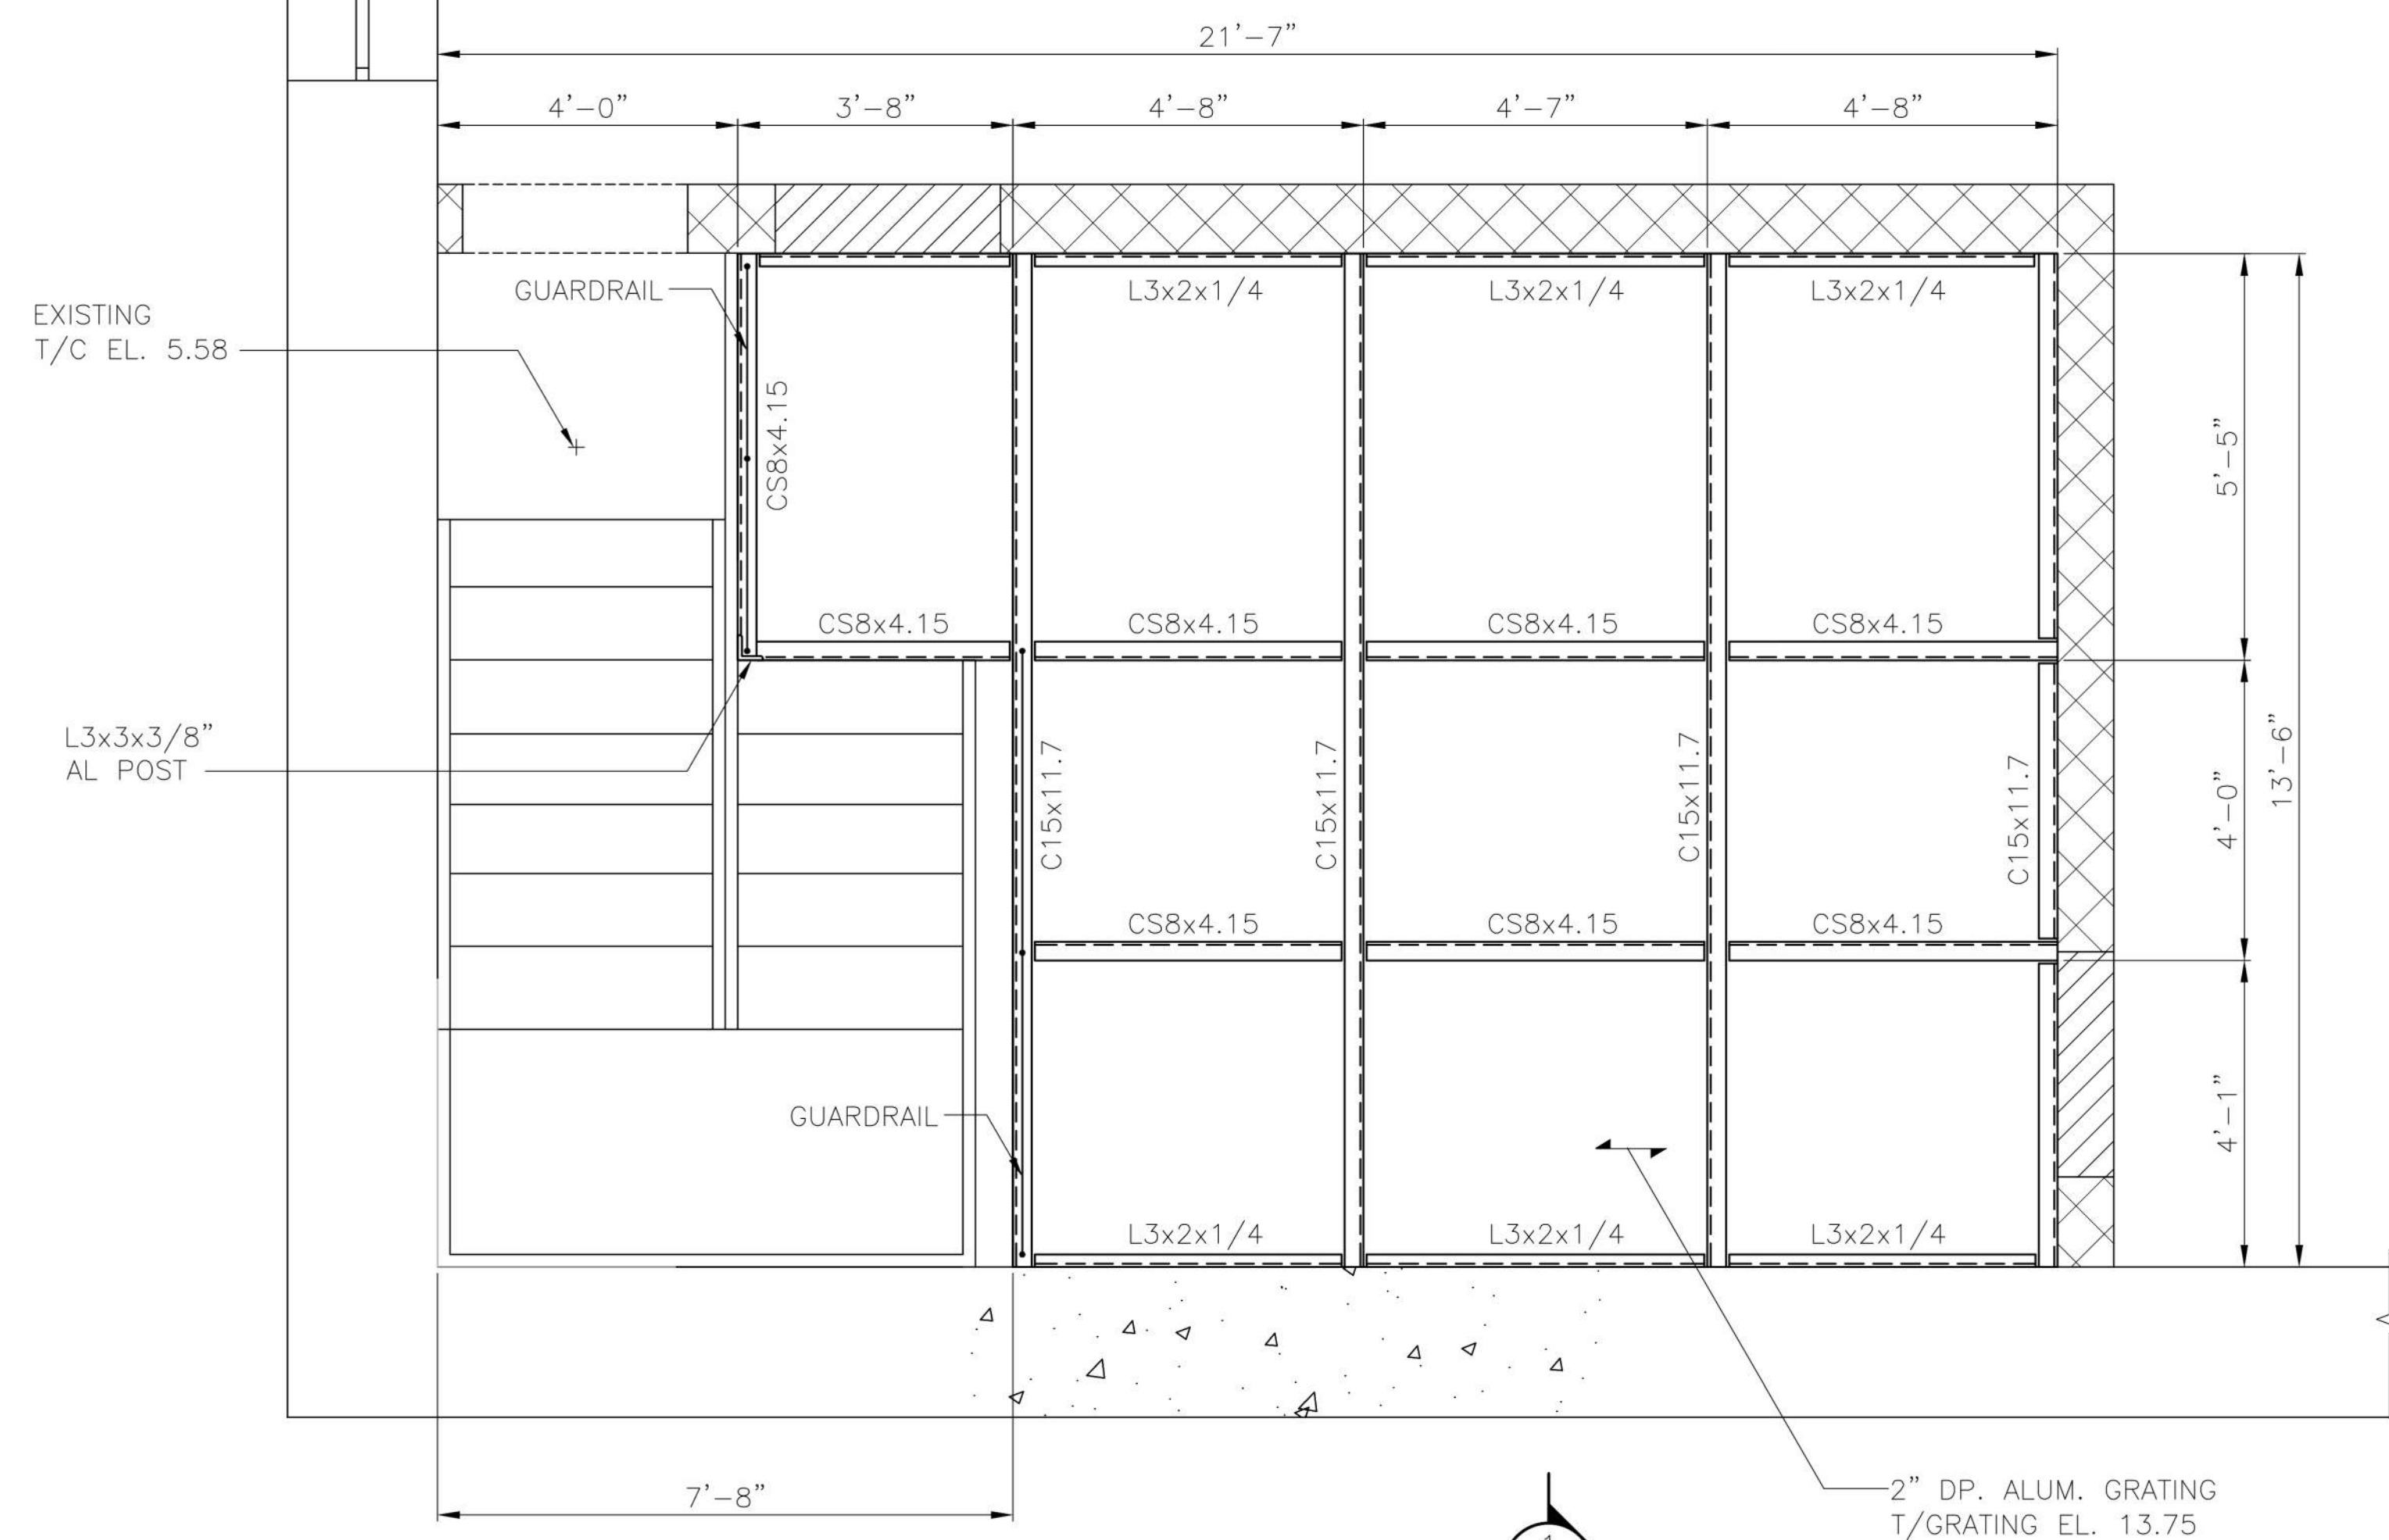 21'-7"
4'-0" 3'-8" 4'-8" 4'-7" 4'-8"
GUARDRAIL
L3x2x1/4 L3x2x1/4 L3x2x1/4
EXISTING
T/C EL. 5.58
CS8x4.15
5'-5"
CS8x4.15 CS8x4.15 CS8x4.15 CS8x4.15
L3x3x3/8"
AL POST
C15x11.7 C15x11.7 C15x11.7 C15x11.7
4'-0"
13'-6"
CS8x4.15 CS8x4.15 CS8x4.15
GUARDRAIL
4'-1"
L3x2x1/4 L3x2x1/4 L3x2x1/4
7'-8"
2" DP. ALUM. GRATING
T/GRATING EL. 13.75